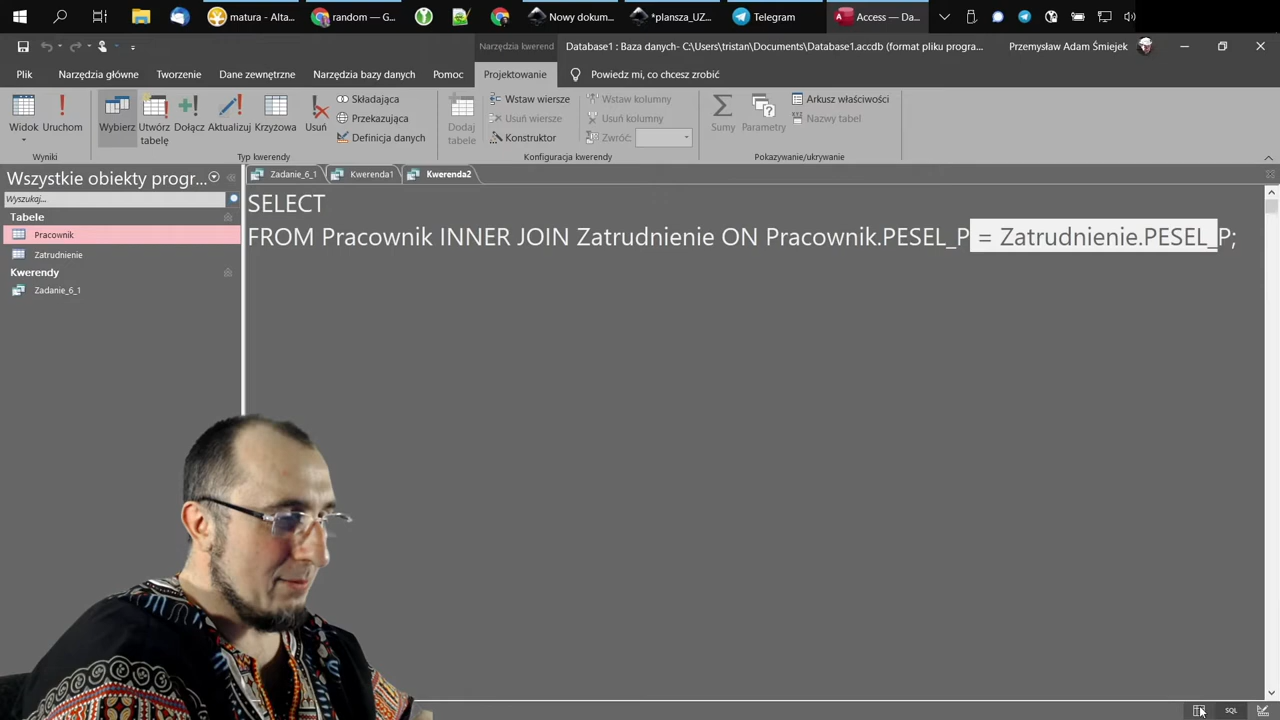 matura - Alta...
random — G...
Nowy dokum...
*plansza_UZ...
Telegram
Access — Da...
Narzędzia kwerend
Database1 : Baza danych- C:\Users\tristan\Documents\Database1.accdb (format pliku progra...
Przemysław Adam Śmiejek
Plik
Narzędzia główne
Tworzenie
Dane zewnętrzne
Narzędzia bazy danych
Pomoc
Projektowanie
Powiedz mi, co chcesz zrobić
Widok
Uruchom
Wybierz
Utwórz
tabelę
Dołącz
Aktualizuj
Krzyżowa
Usuń
Składająca
Przekazująca
Definicja danych
Dodaj
tabele
Wstaw wiersze
Usuń wiersze
Konstruktor
Wstaw kolumny
Usuń kolumny
Zwróć:
Sumy
Parametry
Arkusz właściwości
Nazwy tabel
Wyniki
Typ kwerendy
Konfiguracja kwerendy
Pokazywanie/ukrywanie
Wszystkie obiekty progr...
Wyszukaj...
Tabele
Pracownik
Zatrudnienie
Kwerendy
Zadanie_6_1
Zadanie_6_1
Kwerenda1
Kwerenda2
SELECT
FROM Pracownik INNER JOIN Zatrudnienie ON Pracownik.PESEL_P = Zatrudnienie.PESEL_P;
SQL